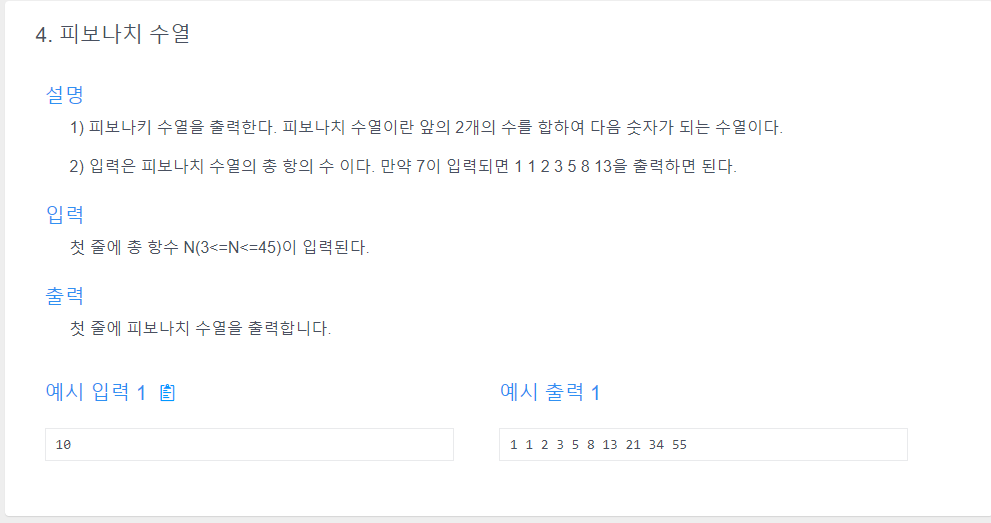 4. 피보나치 수열
설명
1) 피보나키 수열을 출력한다. 피보나치 수열이란 앞의 2개의 수를 합하여 다음 숫자가 되는 수열이다.
2) 입력은 피보나치 수열의 총 항의 수 이다. 만약 7이 입력되면 1 1 2 3 5 8 13을 출력하면 된다.
입력
첫 줄에 총 항수 N(3<=N<=45)이 입력된다.
출력
첫 줄에 피보나치 수열을 출력합니다.
예시 입력 1
10
예시 출력 1
1 1 2 3 5 8 13 21 34 55